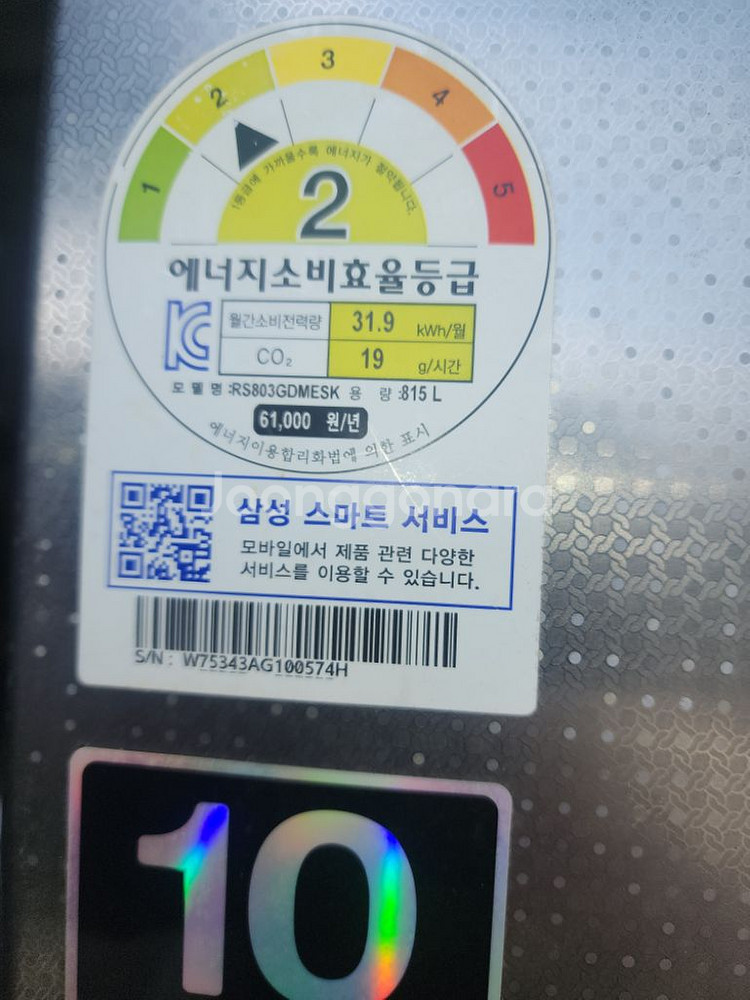 1
2
3
4
5
1등급에 가까울수록 에너지가 절약됩니다.
2
에너지소비효율등급
월간소비전력량 31.9 kWh/월
CO₂ 19 g/시간
모 델 명 :RS803GDMESK 용 량 :815 L
61,000 원/년
에너지이용합리화법에 의한 표시
Joonggonara
삼성 스마트 서비스
모바일에서 제품 관련 다양한
서비스를 이용할 수 있습니다.
S/N : W75343AG100574H
10